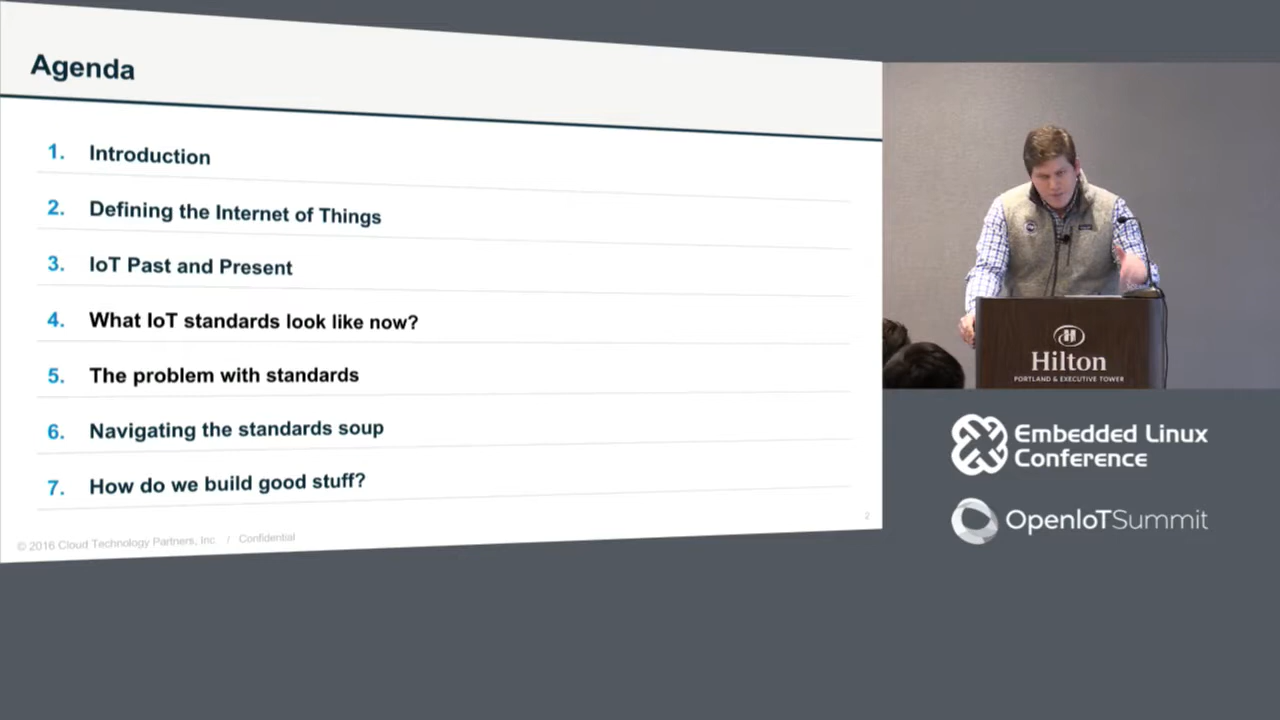 Agenda
1. Introduction
2. Defining the Internet of Things
3. IoT Past and Present
4. What IoT standards look like now?
5. The problem with standards
6. Navigating the standards soup
7. How do we build good stuff?
2
© 2016 Cloud Technology Partners, Inc / Confidential
Hilton
PORTLAND & EXECUTIVE TOWER
Embedded Linux
Conference
OpenIoTSummit